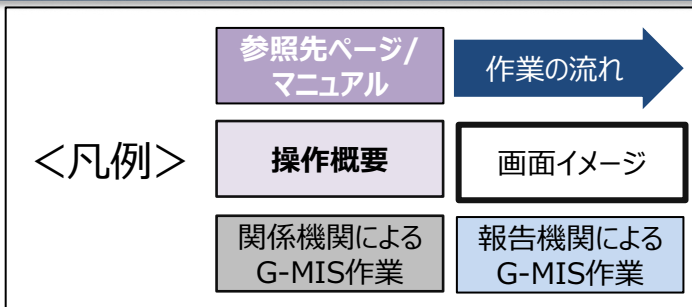 <凡例>
参照先ページ/
マニュアル
作業の流れ
操作概要
画面イメージ
関係機関による
G-MIS作業
報告機関による
G-MIS作業